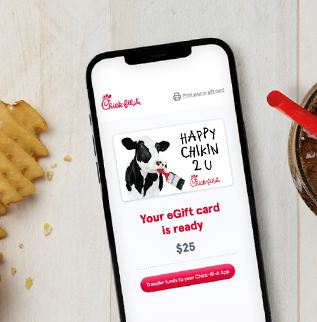 Chick-fil-A
Print your e-gift card
HAPPY
CHIKIN
2 U
Chick-fil-A
Your eGift card
is ready
$25
Transfer funds to your Chick-fil-A App